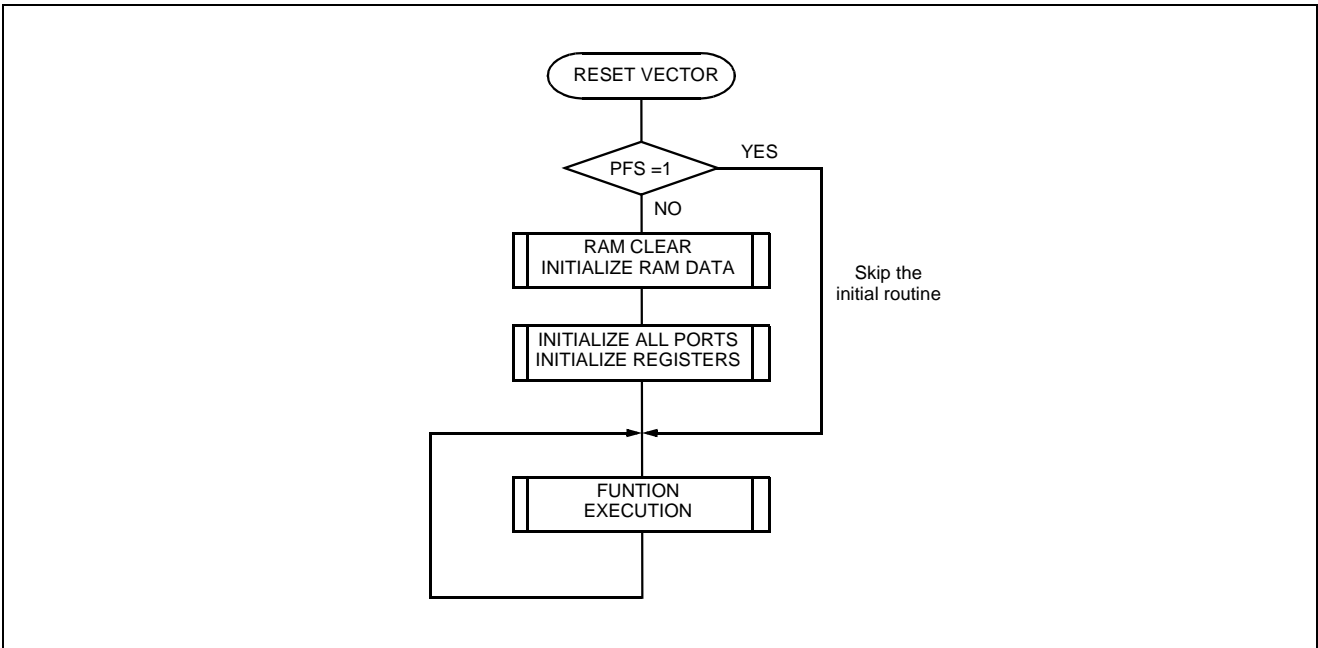 RESET VECTOR
YES
PFS =1
NO
RAM CLEAR
INITIALIZE RAM DATA
Skip the
initial routine
INITIALIZE ALL PORTS
INITIALIZE REGISTERS
FUNTION
EXECUTION